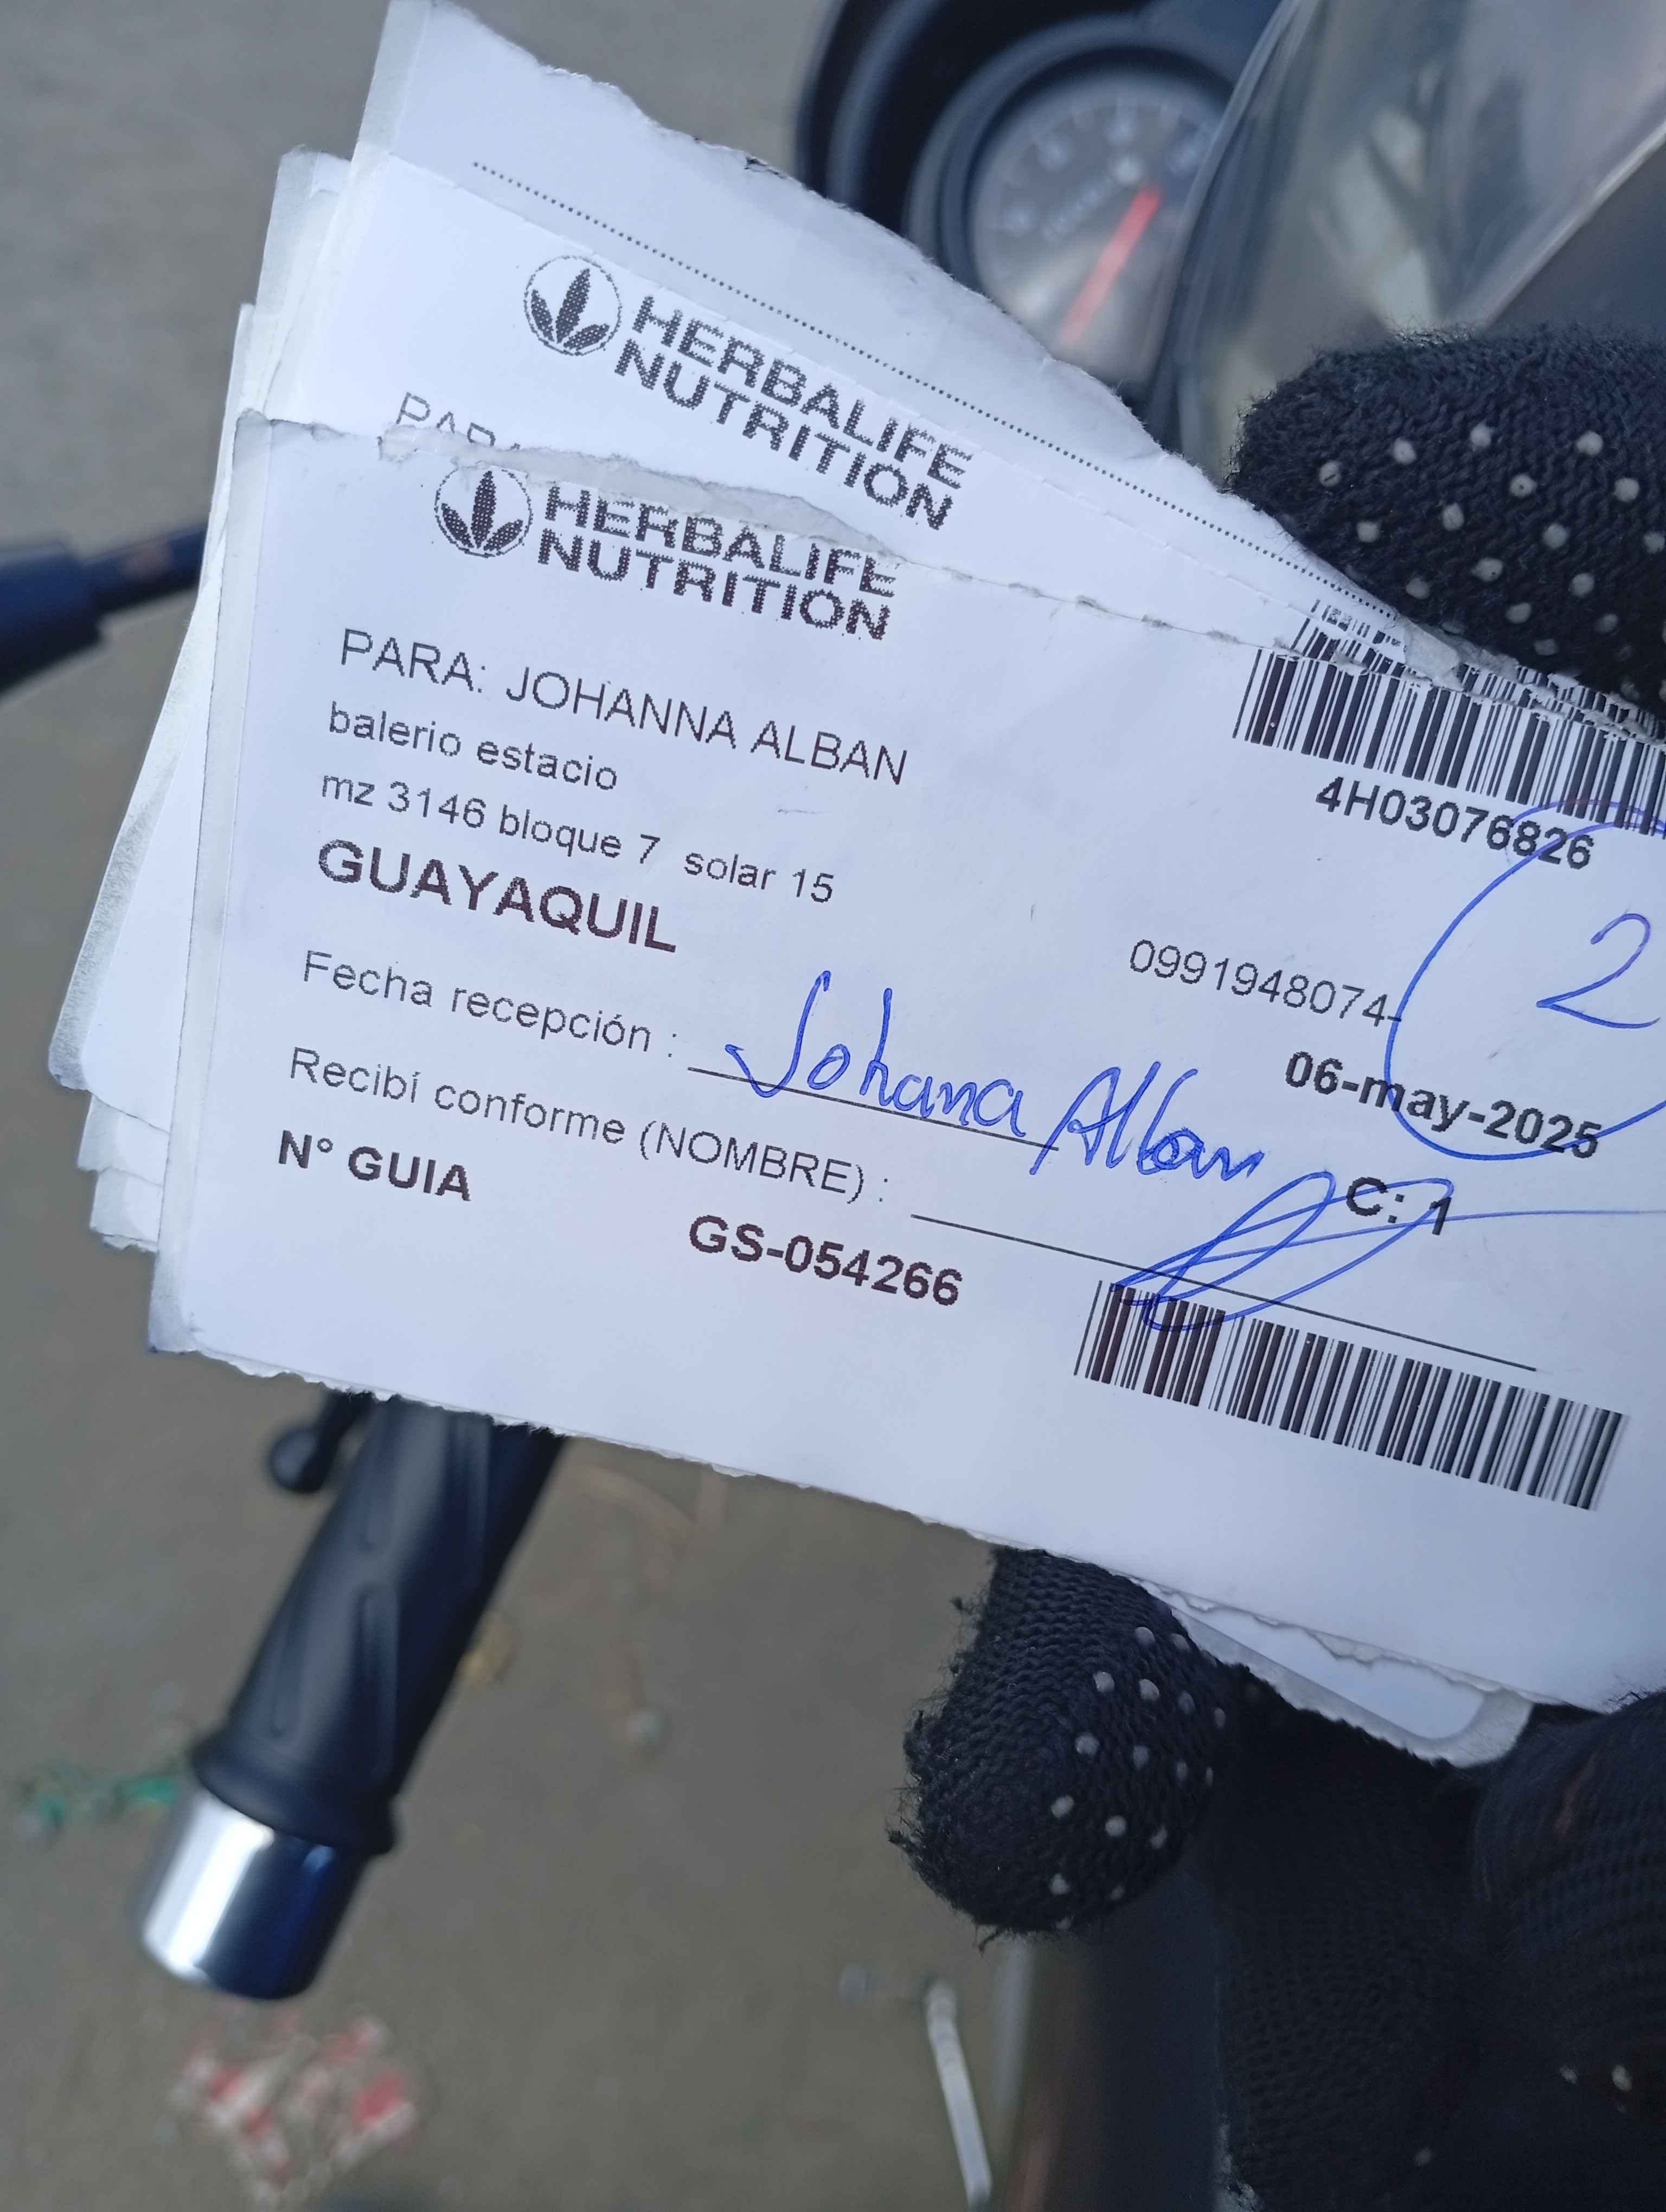 HERBALIFE
NUTRITION
HERBALIFE
NUTRITION
PARA: JOHANNA ALBAN
balerio estacio
mz 3146 bloque 7 solar 15
GUAYAQUIL
4H03076826
0991948074-
2
06-may-2025
Fecha recepción : Johana Alban
Recibí conforme (NOMBRE) :
C: 1
N° GUIA
GS-054266